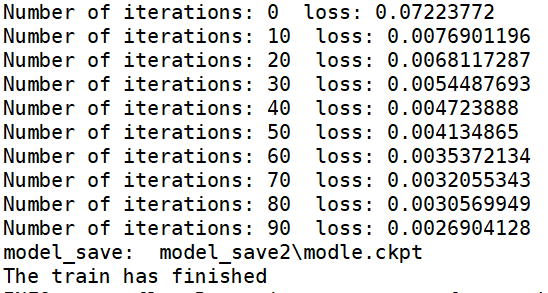 Number of iterations: 0  loss: 0.07223772
Number of iterations: 10  loss: 0.0076901196
Number of iterations: 20  loss: 0.0068117287
Number of iterations: 30  loss: 0.0054487693
Number of iterations: 40  loss: 0.004723888
Number of iterations: 50  loss: 0.004134865
Number of iterations: 60  loss: 0.0035372134
Number of iterations: 70  loss: 0.0032055343
Number of iterations: 80  loss: 0.0030569949
Number of iterations: 90  loss: 0.0026904128
model_save:  model_save2\modle.ckpt
The train has finished